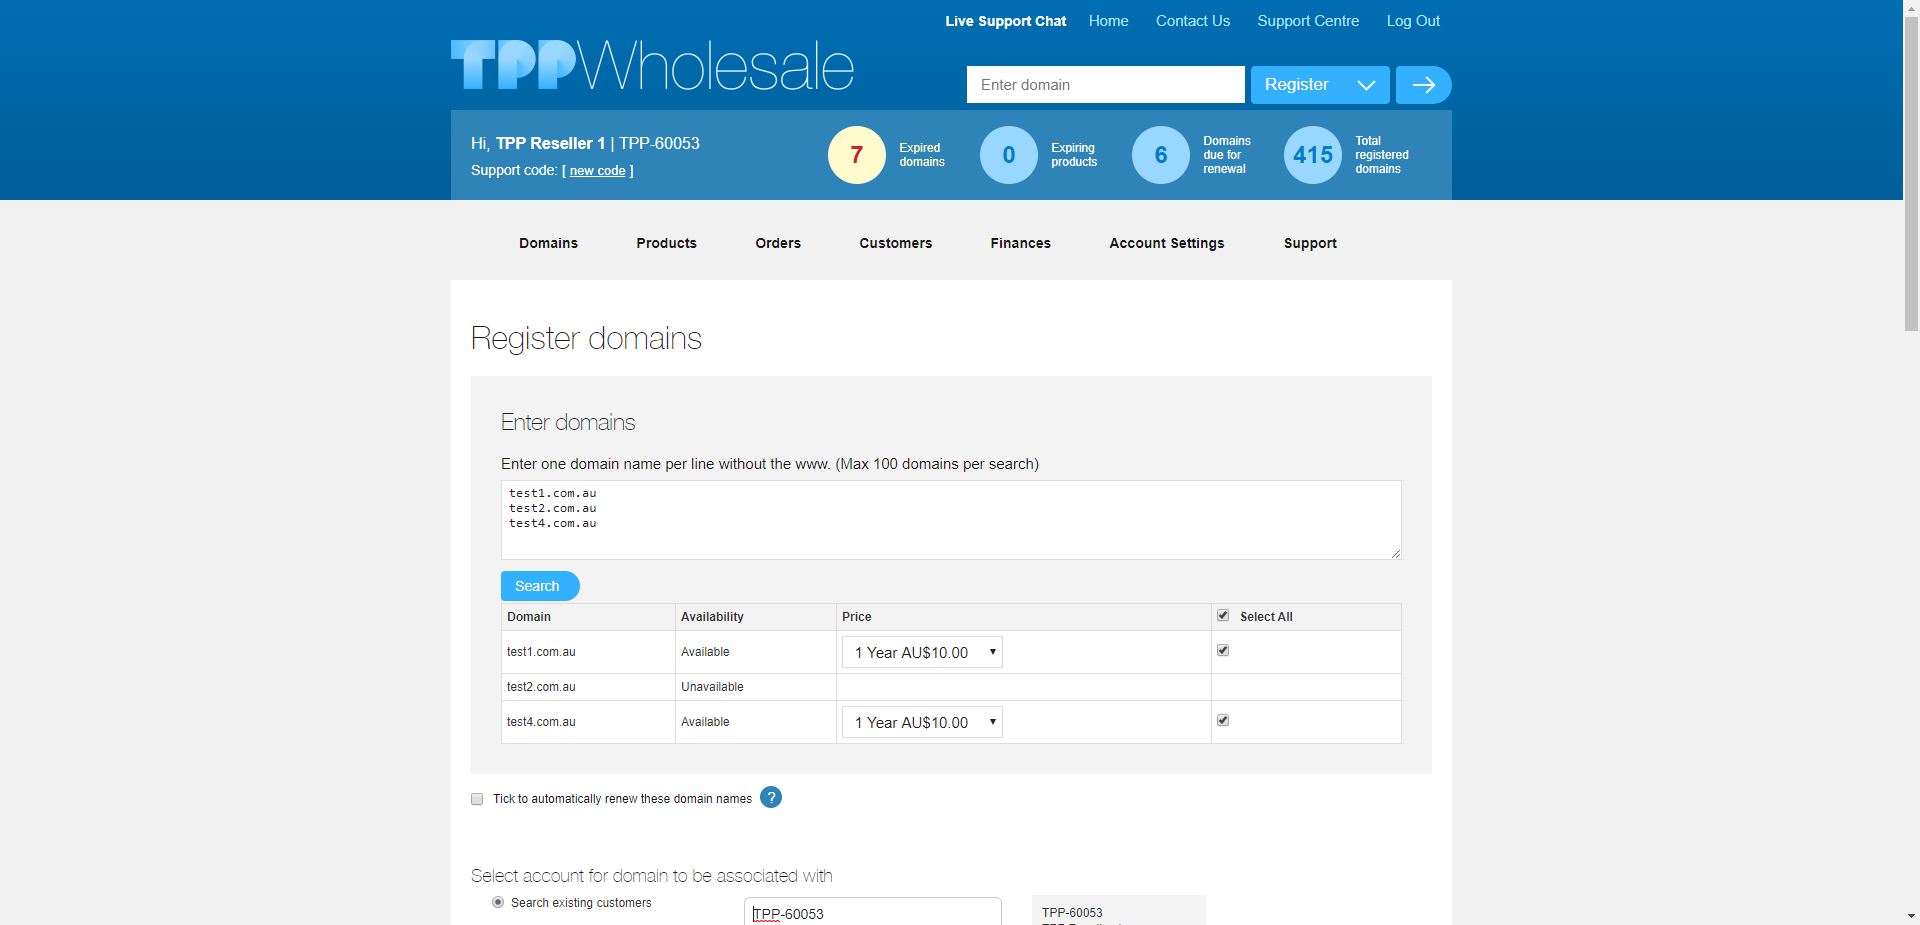 Live Support Chat Home Contact Us Support Centre Log Out
TPPWholesale
Enter domain Register
Hi, TPP Reseller 1 | TPP-60053
Support code: [ new code ]
7 Expired domains
0 Expiring products
6 Domains due for renewal
415 Total registered domains
Domains Products Orders Customers Finances Account Settings Support
Register domains
Enter domains
Enter one domain name per line without the www. (Max 100 domains per search)
test1.com.au
test2.com.au
test4.com.au
Search
Domain Availability Price Select All
test1.com.au Available 1 Year AU$10.00
test2.com.au Unavailable
test4.com.au Available 1 Year AU$10.00
Tick to automatically renew these domain names ?
Select account for domain to be associated with
Search existing customers TPP-60053 TPP-60053